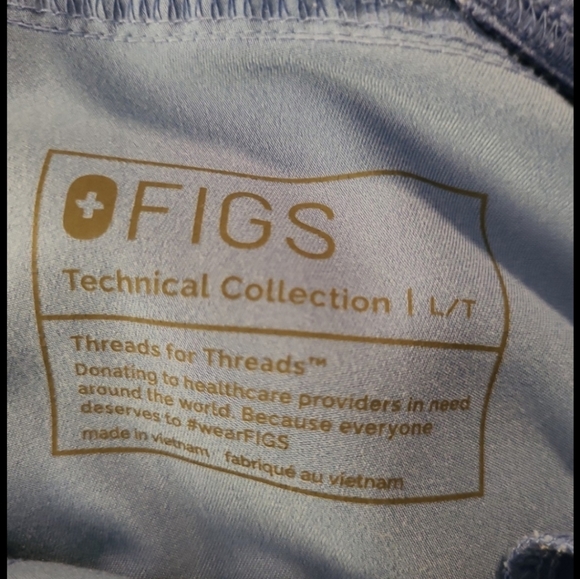 FIGS
Technical Collection | L/T
Threads for Threads™
Donating to healthcare providers in need
around the world. Because everyone
deserves to #wearFIGS
made in vietnam fabriqué au vietnam